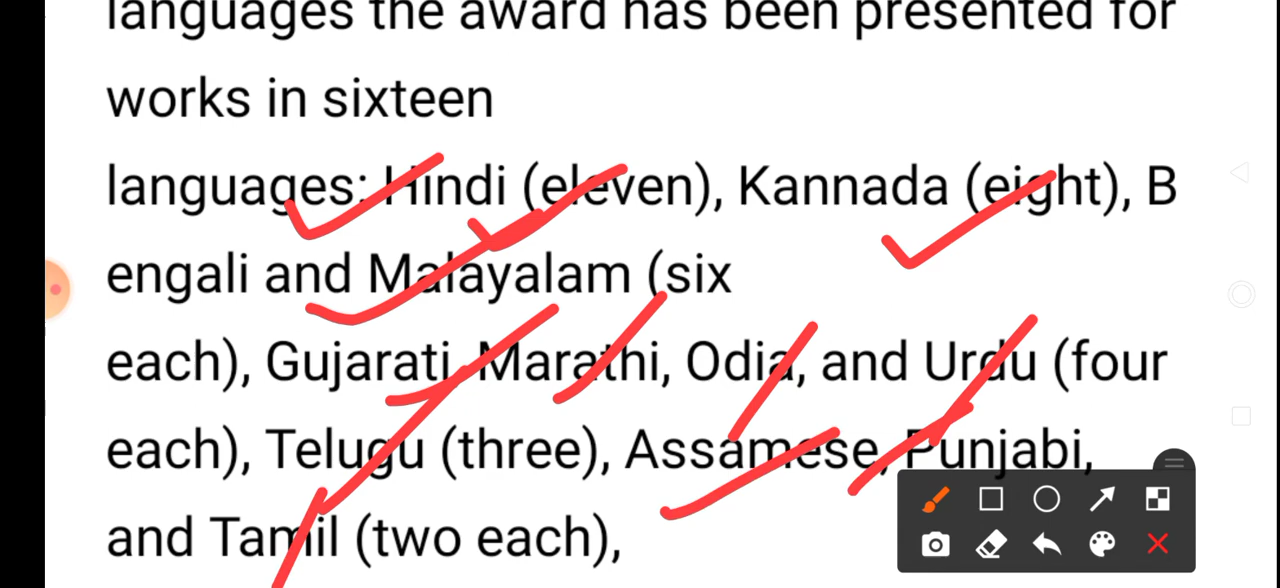 languages the award has been presented for
works in sixteen
languages: Hindi (eleven), Kannada (eight), B
engali and Malayalam (six
each), Gujarati, Marathi, Odia, and Urdu (four
each), Telugu (three), Assamese, Punjabi,
and Tamil (two each),